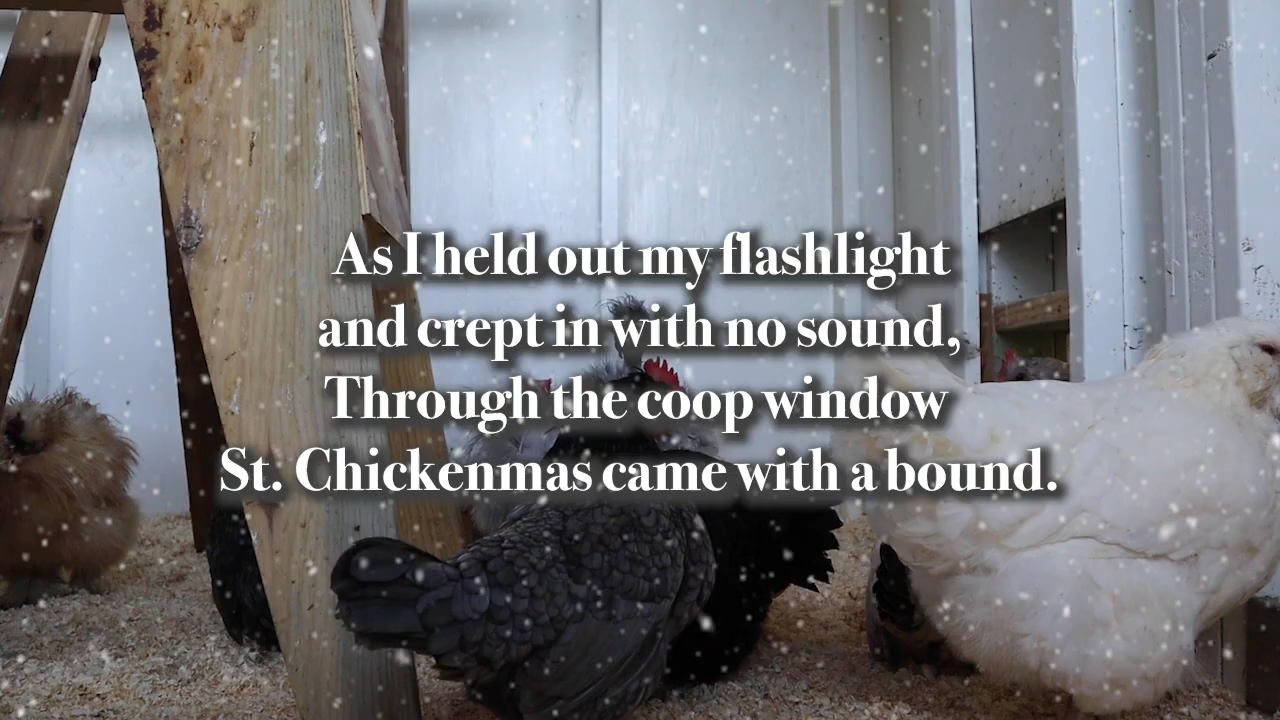 As I held out my flashlight
and crept in with no sound,
Through the coop window
St. Chickenmas came with a bound.